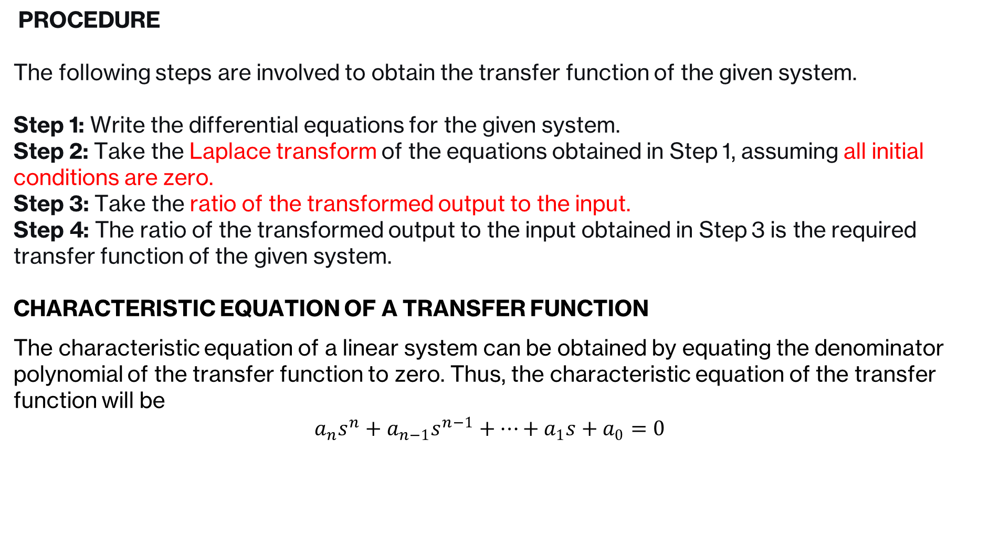 PROCEDURE
The following steps are involved to obtain the transfer function of the given system.
Step 1: Write the differential equations for the given system.
Step 2: Take the Laplace transform of the equations obtained in Step 1, assuming all initial
conditions are zero.
Step 3: Take the ratio of the transformed output to the input.
Step 4: The ratio of the transformed output to the input obtained in Step 3 is the required
transfer function of the given system.
CHARACTERISTIC EQUATION OF A TRANSFER FUNCTION
The characteristic equation of a linear system can be obtained by equating the denominator
polynomial of the transfer function to zero. Thus, the characteristic equation of the transfer
function will be
$a_n s^n + a_{n-1} s^{n-1} + \cdots + a_1 s + a_0 = 0$